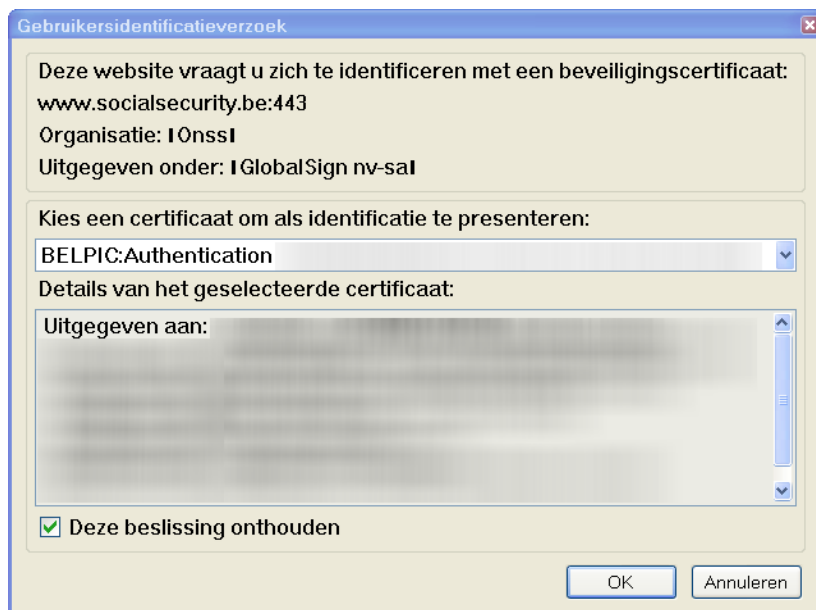 Gebruikersidentificatieverzoek
Deze website vraagt u zich te identificeren met een beveiligingscertificaat:
www.socialsecurity.be:443
Organisatie: "Onss"
Uitgegeven onder: "GlobalSign nv-sa"
Kies een certificaat om als identificatie te presenteren:
BELPIC:Authentication
Details van het geselecteerde certificaat:
Uitgegeven aan:
Deze beslissing onthouden
OK
Annuleren